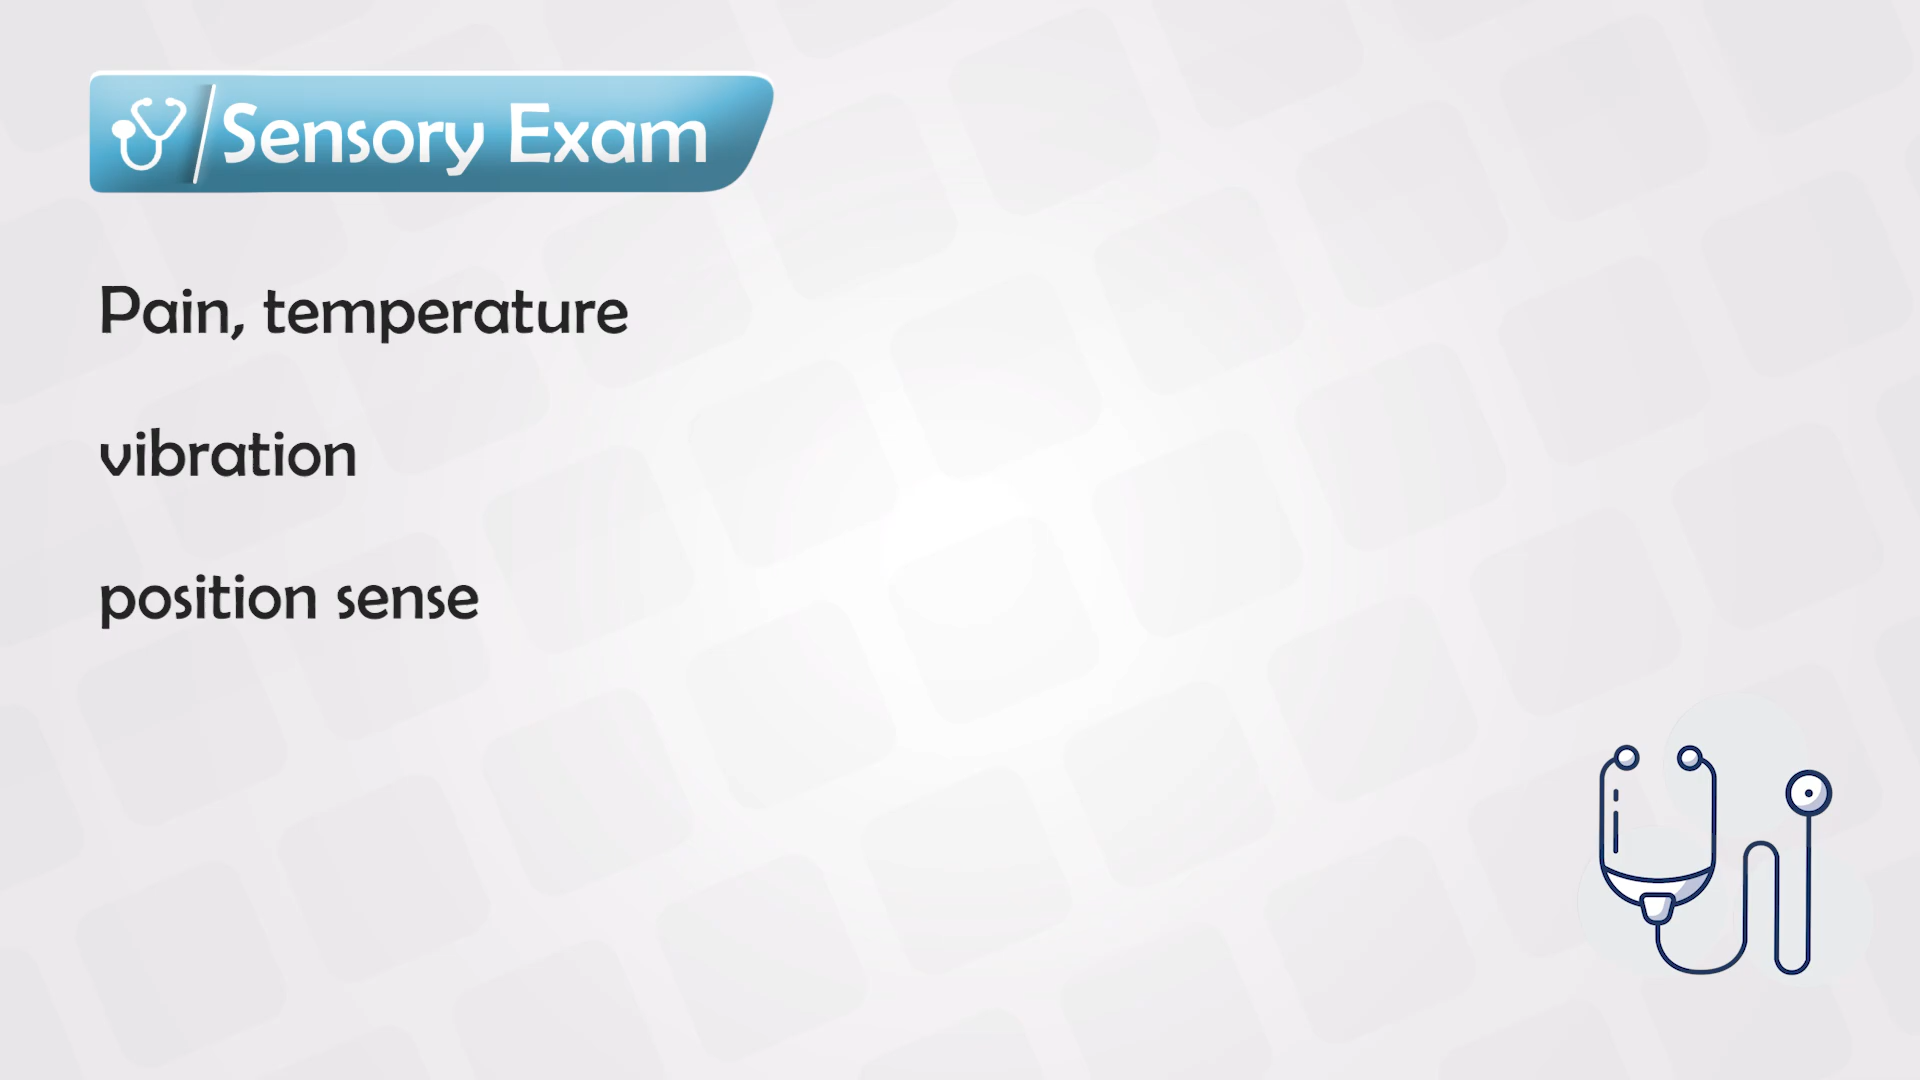 Sensory Exam
Pain, temperature
vibration
position sense